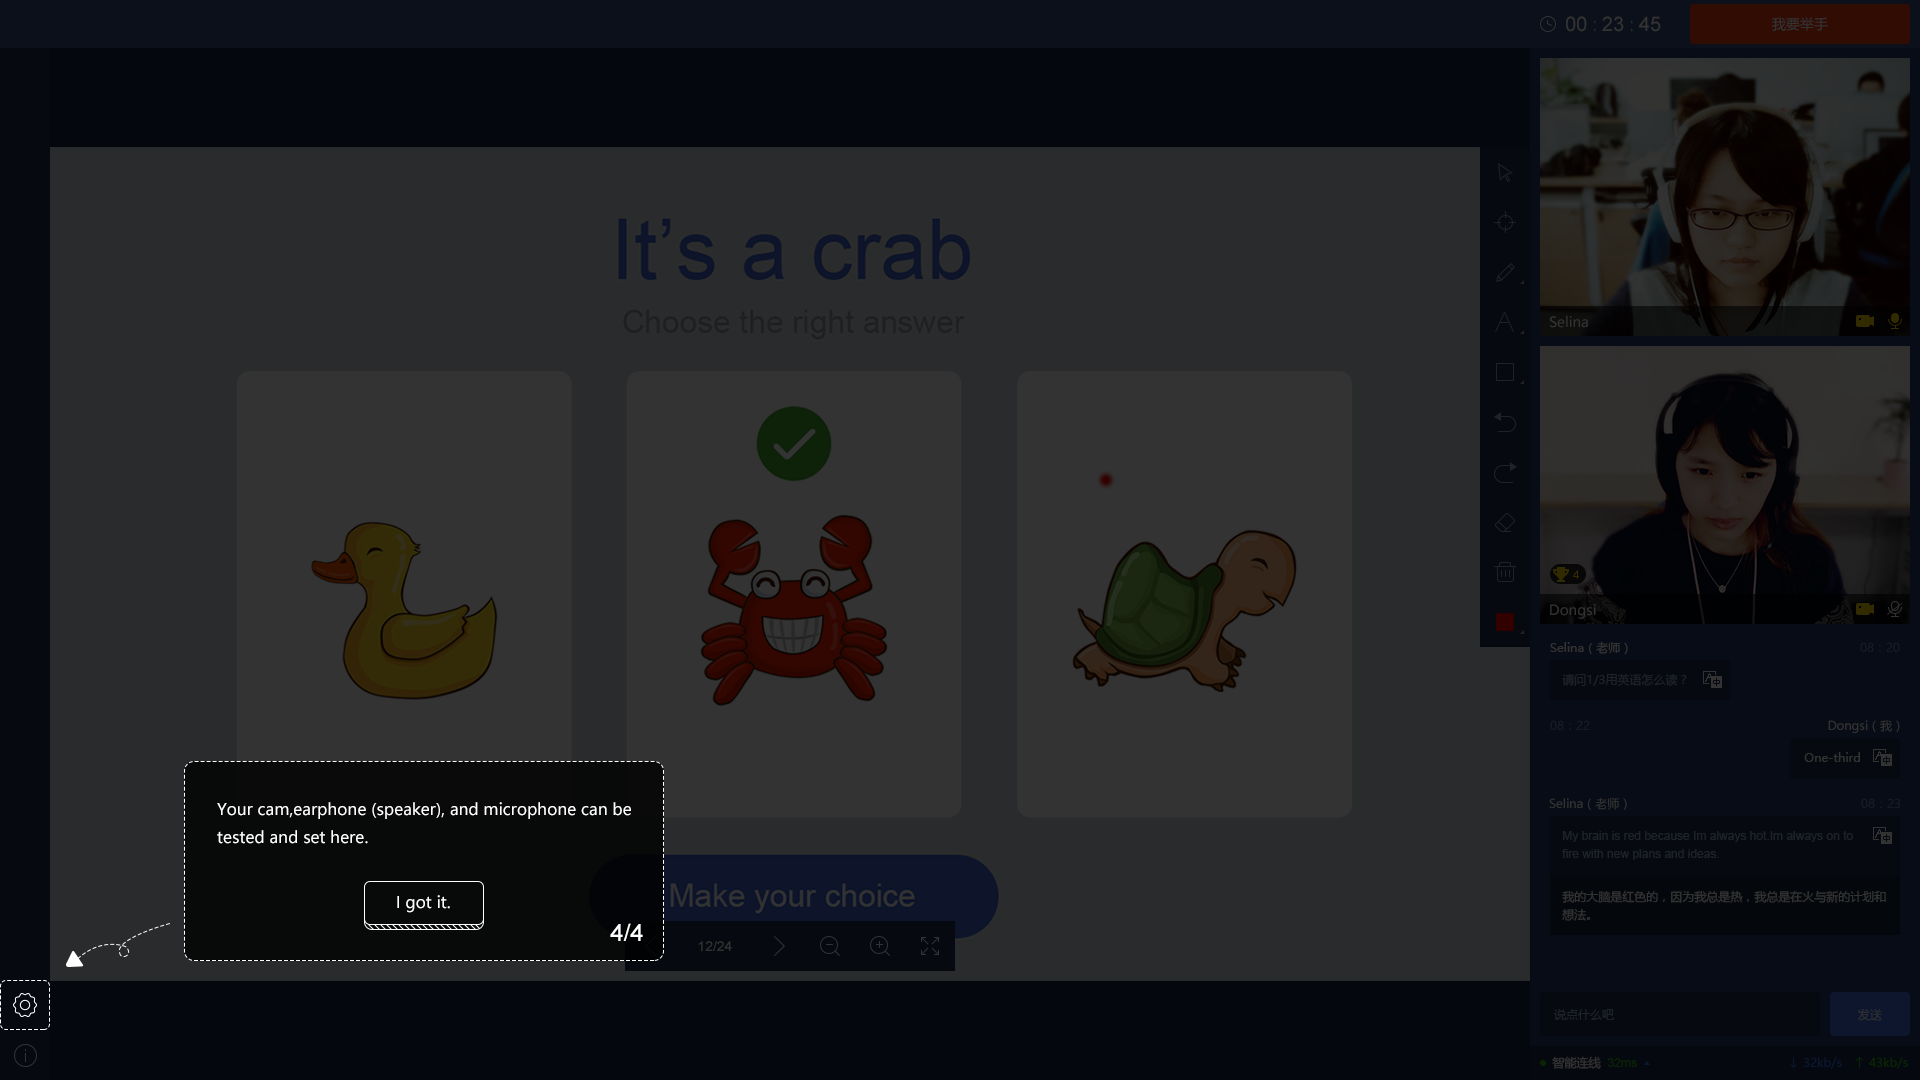 00 : 23 : 45
我要举手
It's a crab
Choose the right answer
Selina
4
Dongsi
Selina ( 老师 )
08 : 20
请问1/3用英语怎么读？
08 : 22
Dongsi ( 我 )
One-third
Selina ( 老师 )
08 : 23
My brain is red because Im always hot.Im always on to
fire with new plans and ideas.
我的大脑是红色的，因为我总是热，我总是在火与新的计划和
想法。
Your cam,earphone (speaker), and microphone can be
tested and set here.
I got it.
4/4
Make your choice
12/24
说点什么吧
发送
智能连线 32ms
↓ 32kb/s ↑ 43kb/s